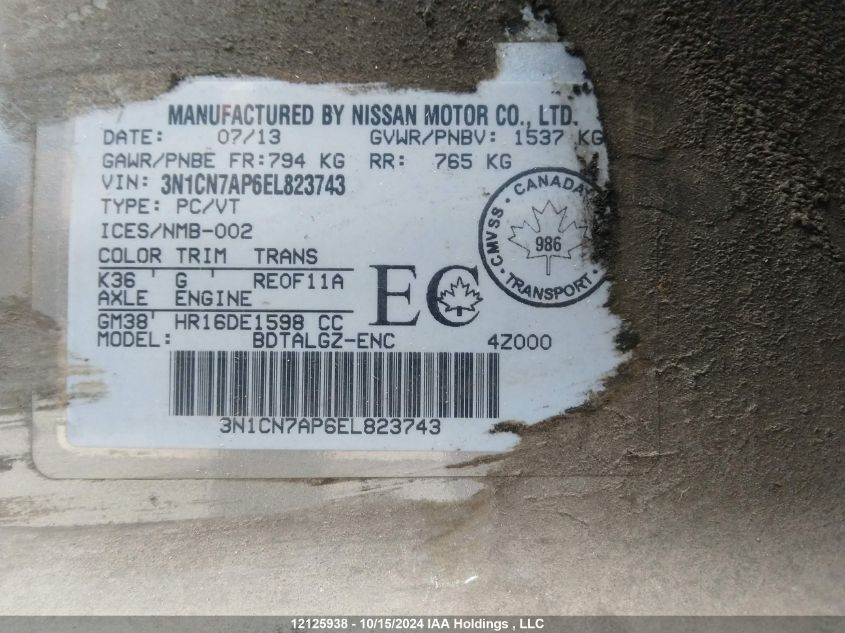 MANUFACTURED BY NISSAN MOTOR CO., LTD.
DATE: 07/13 GVWR/PNBV: 1537 KG
GAWR/PNBE FR:794 KG RR: 765 KG
VIN: 3N1CN7AP6EL823743
TYPE: PC/VT
ICES/NMB-002
COLOR TRIM TRANS
K36 ' G ' RE0F11A
AXLE ENGINE
GM38' HR16DE1598 CC
MODEL: BDTALGZ-ENC 4Z000
EC
CMVSS · CANADA · TRANSPORT ·
986
3N1CN7AP6EL823743
12125938 - 10/15/2024 IAA Holdings , LLC